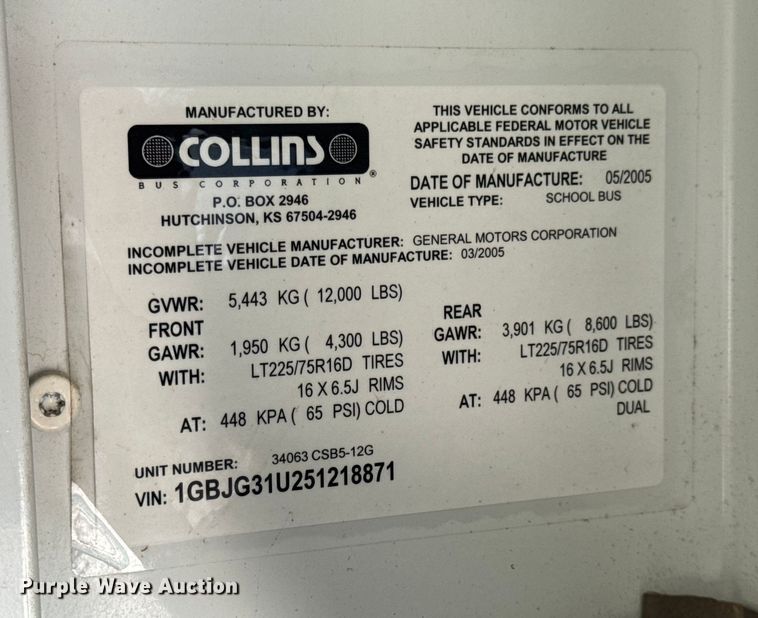 MANUFACTURED BY:
COLLINS
BUS CORPORATION®
P.O. BOX 2946
HUTCHINSON, KS 67504-2946
THIS VEHICLE CONFORMS TO ALL
APPLICABLE FEDERAL MOTOR VEHICLE
SAFETY STANDARDS IN EFFECT ON THE
DATE OF MANUFACTURE
DATE OF MANUFACTURE: 05/2005
VEHICLE TYPE: SCHOOL BUS
INCOMPLETE VEHICLE MANUFACTURER: GENERAL MOTORS CORPORATION
INCOMPLETE VEHICLE DATE OF MANUFACTURE: 03/2005
GVWR: 5,443 KG ( 12,000 LBS)
FRONT
GAWR: 1,950 KG ( 4,300 LBS)
WITH: LT225/75R16D TIRES
16 X 6.5J RIMS
AT: 448 KPA ( 65 PSI) COLD
REAR
GAWR: 3,901 KG ( 8,600 LBS)
WITH: LT225/75R16D TIRES
16 X 6.5J RIMS
AT: 448 KPA ( 65 PSI) COLD
DUAL
UNIT NUMBER: 34063 CSB5-12G
VIN: 1GBJG31U251218871
Purple Wave Auction